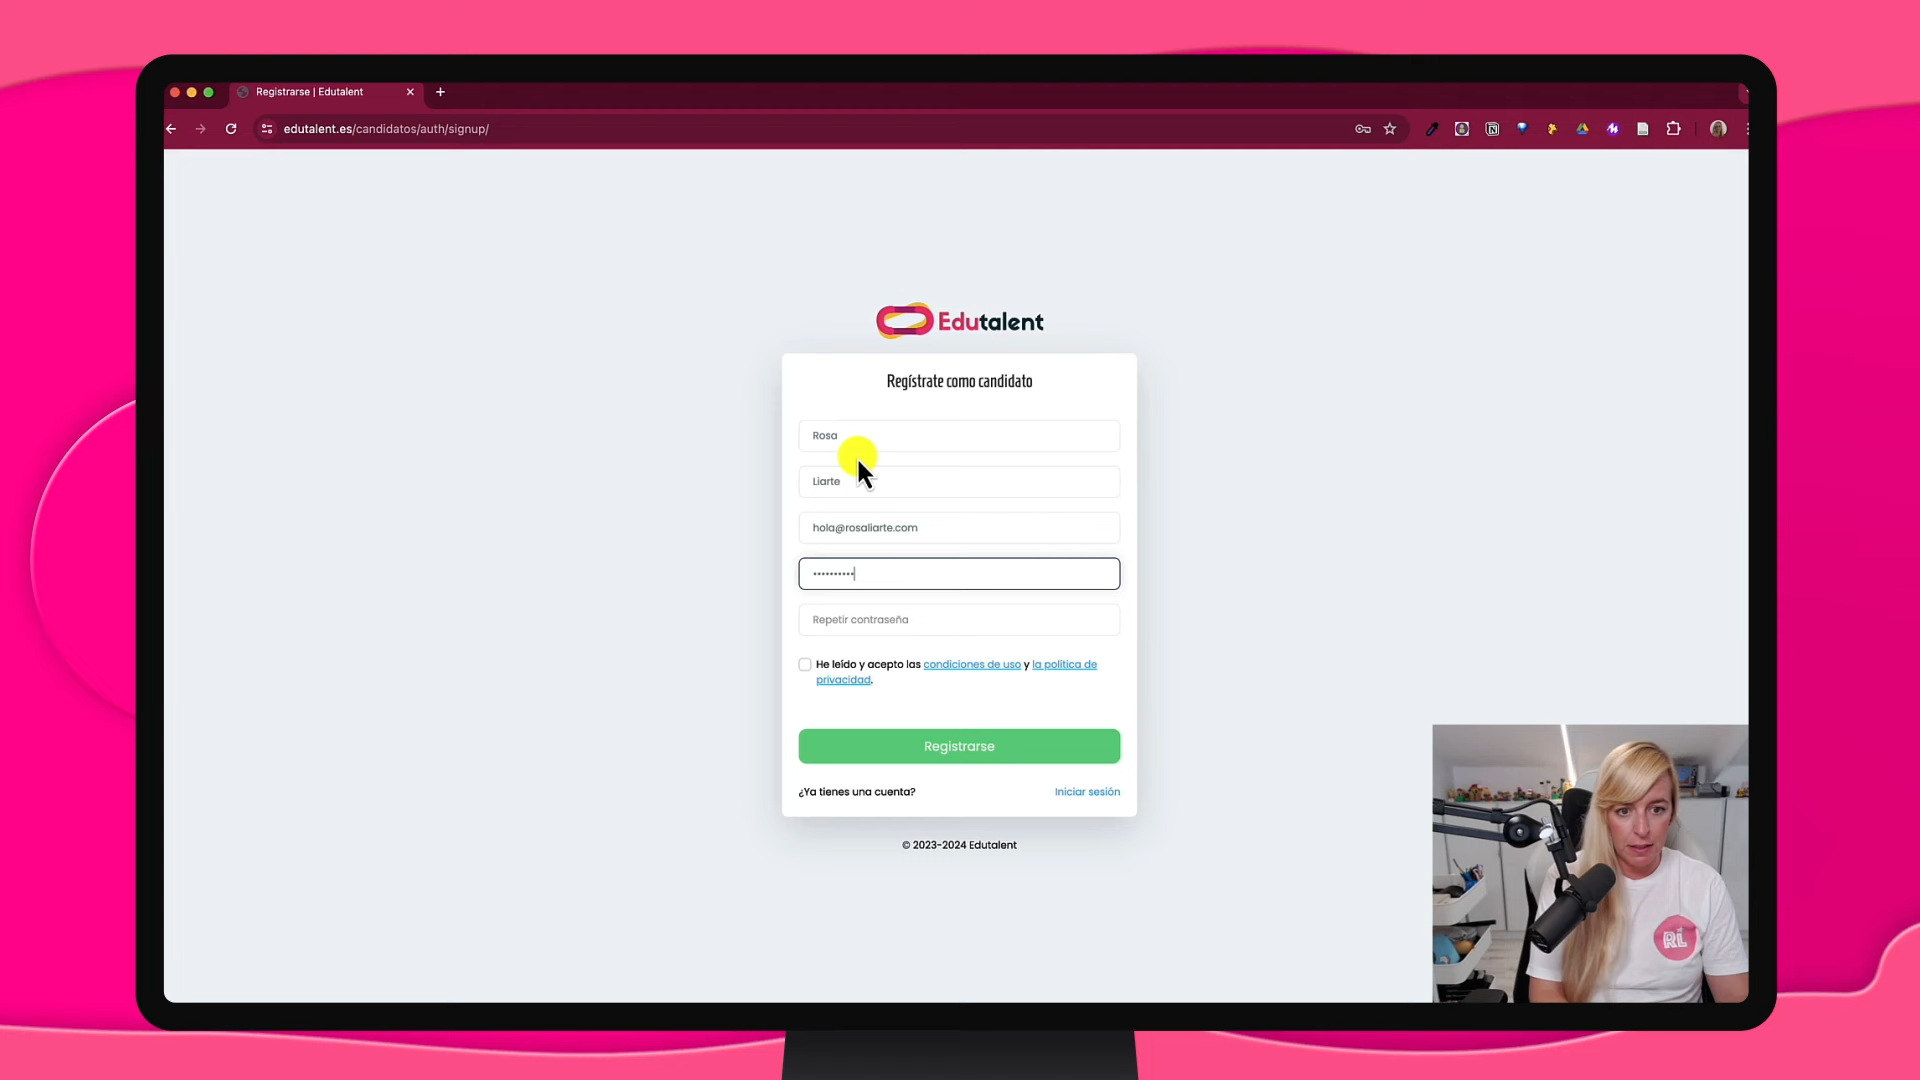 Registrarse | Edutalent
edutalent.es/candidatos/auth/signup/
Edutalent
Regístrate como candidato
Rosa
Liarte
hola@rosaliarte.com
••••••••••
Repetir contraseña
He leído y acepto las condiciones de uso y la política de
privacidad.
Registrarse
¿Ya tienes una cuenta?
Iniciar sesión
© 2023-2024 Edutalent
RL